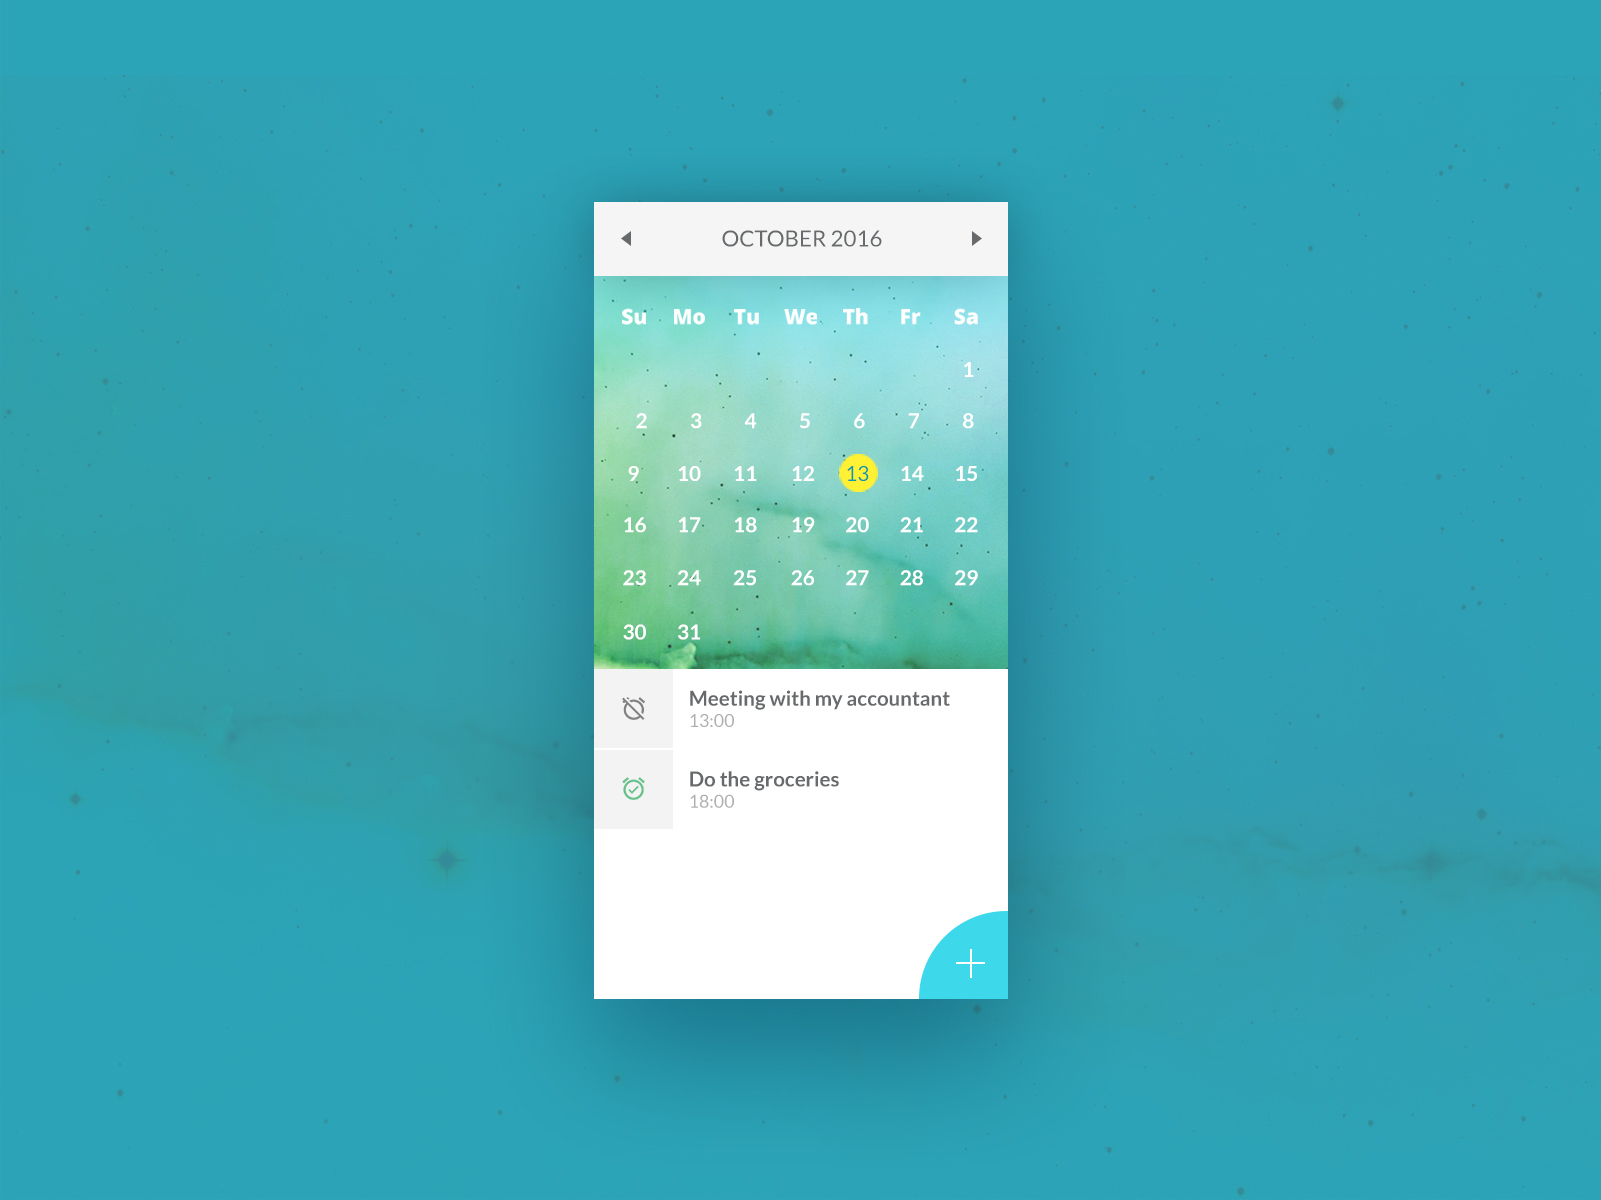 OCTOBER 2016
Su Mo Tu We Th Fr Sa
1
2 3 4 5 6 7 8
9 10 11 12 13 14 15
16 17 18 19 20 21 22
23 24 25 26 27 28 29
30 31
Meeting with my accountant
13:00
Do the groceries
18:00